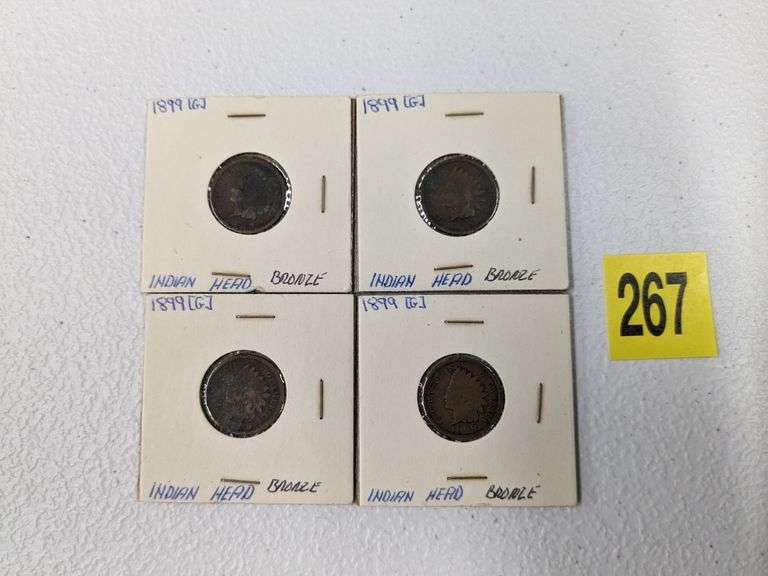 1899 [G]
1899 [G]
INDIAN HEAD BRONZE
INDIAN HEAD BRONZE
1899 [G]
1899 [G]
INDIAN HEAD BRONZE
INDIAN HEAD BRONZE
267